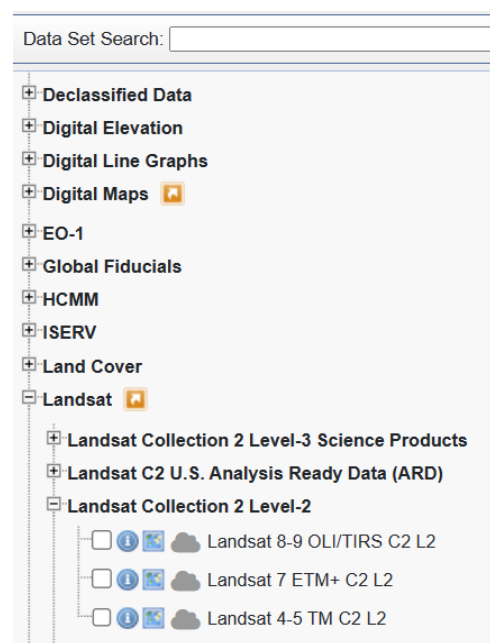 Data Set Search:
Declassified Data
Digital Elevation
Digital Line Graphs
Digital Maps
EO-1
Global Fiducials
HCMM
ISERV
Land Cover
Landsat
Landsat Collection 2 Level-3 Science Products
Landsat C2 U.S. Analysis Ready Data (ARD)
Landsat Collection 2 Level-2
Landsat 8-9 OLI/TIRS C2 L2
Landsat 7 ETM+ C2 L2
Landsat 4-5 TM C2 L2